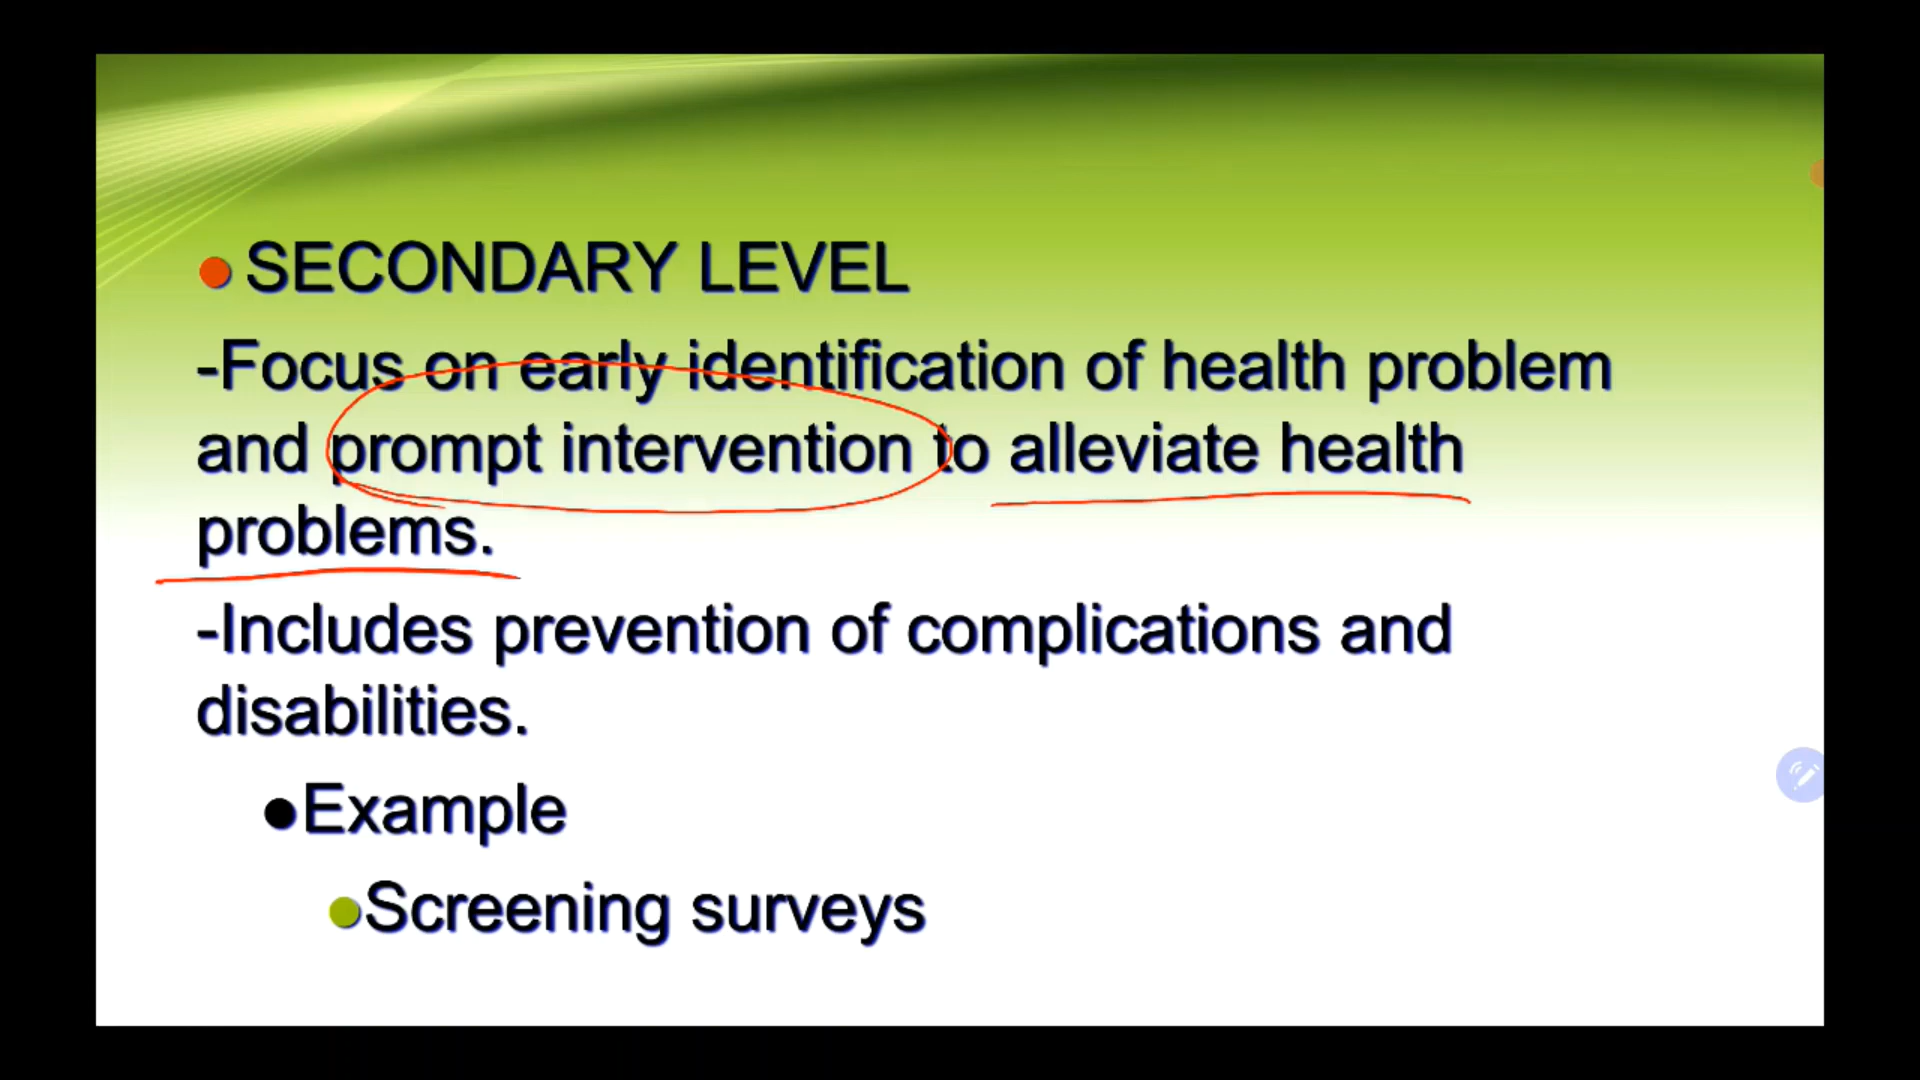 SECONDARY LEVEL
-Focus on early identification of health problem
and prompt intervention to alleviate health
problems.
-Includes prevention of complications and
disabilities.
Example
Screening surveys